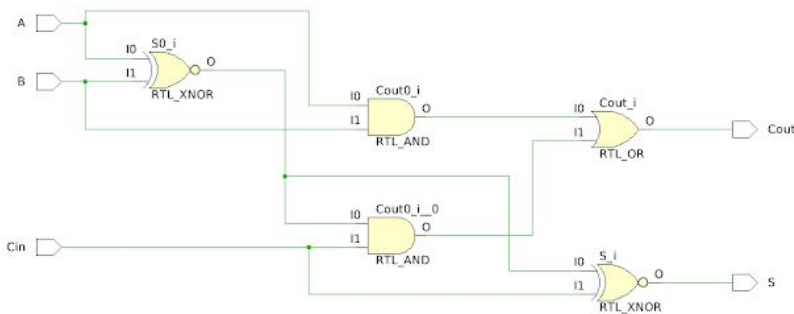 A
B
Cin
S0_i
I0
I1
O
RTL_XNOR
Cout0_i
I0
I1
O
RTL_AND
Cout0_i__0
I0
I1
O
RTL_AND
Cout_i
I0
I1
O
RTL_OR
Cout
S_i
I0
I1
O
RTL_XNOR
S